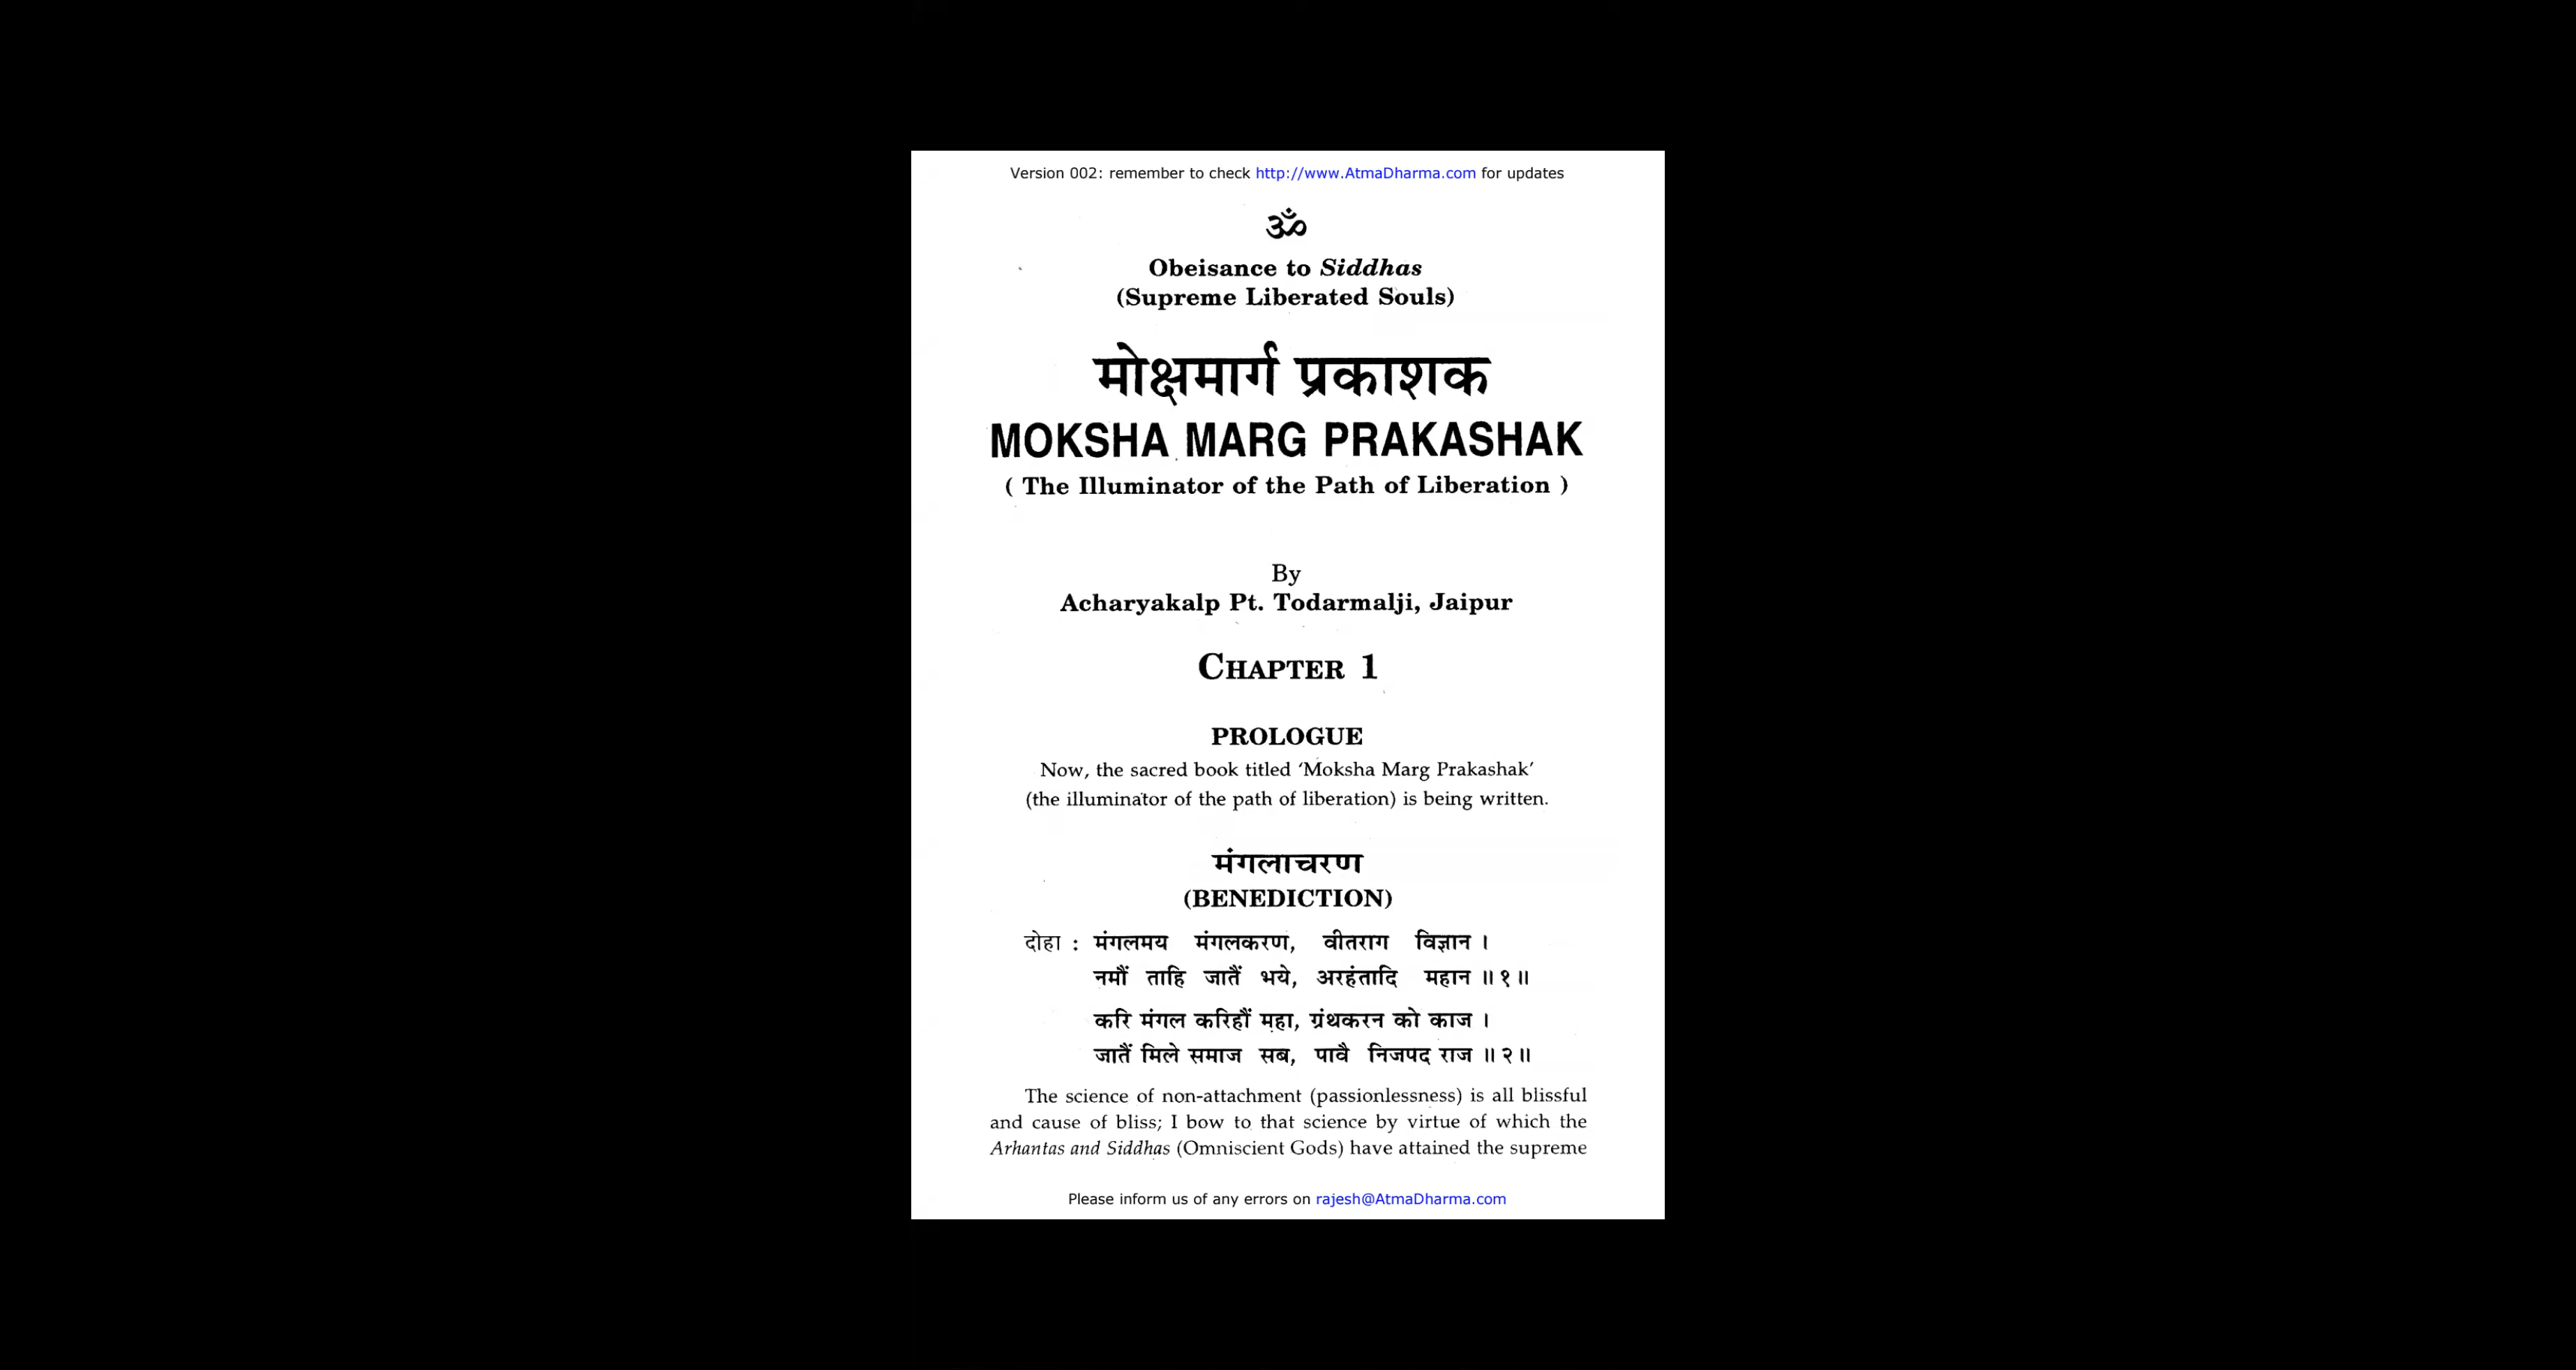 Version 002: remember to check http://www.AtmaDharma.com for updates
ॐ
Obeisance to Siddhas
(Supreme Liberated Souls)
मोक्षमार्ग प्रकाशक
MOKSHA MARG PRAKASHAK
( The Illuminator of the Path of Liberation )
By
Acharyakalp Pt. Todarmalji, Jaipur
CHAPTER 1
PROLOGUE
Now, the sacred book titled ‘Moksha Marg Prakashak’
(the illuminator of the path of liberation) is being written.
मंगलाचरण
(BENEDICTION)
दोहा : मंगलमय मंगलकरण, वीतराग विज्ञान ।
नमौं ताहि जातैं भये, अरहंतादि महान ॥ १ ॥
करि मंगल करिहौं महा, ग्रंथकरन को काज ।
जातैं मिले समाज सब, पावै निजपद राज ॥ २ ॥
The science of non-attachment (passionlessness) is all blissful
and cause of bliss; I bow to that science by virtue of which the
Arhantas and Siddhas (Omniscient Gods) have attained the supreme
Please inform us of any errors on rajesh@AtmaDharma.com